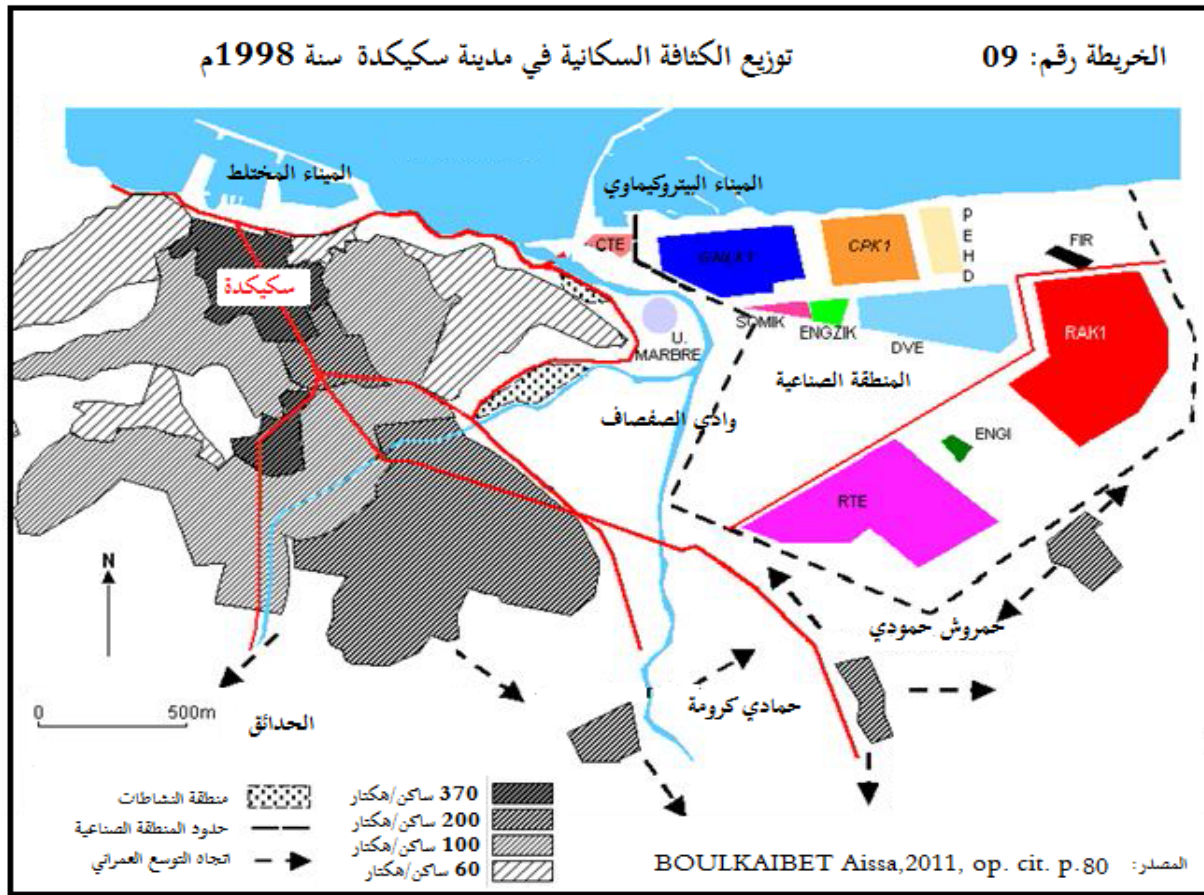 الخريطة رقم: 09
توزيع الكثافة السكانية في مدينة سكيكدة سنة 1998م
الميناء المختلط
الميناء البيتروكيماوي
CTE
GNLK1
CPK1
PEHD
FIR
سكيكدة
SOMIK
ENGZIK
DVE
RAK1
U.
MARBRE
المنطقة الصناعية
وادي الصفصاف
ENGI
RTE
N
حمروش حمودي
حمادي كرومة
الحدائق
0 500m
منطقة النشاطات
حدود المنطقة الصناعية
اتجاه التوسع العمراني
370 ساكن/هكتار
200 ساكن/هكتار
100 ساكن/هكتار
60 ساكن/هكتار
المصدر: BOULKAIBET Aissa,2011, op. cit. p.80